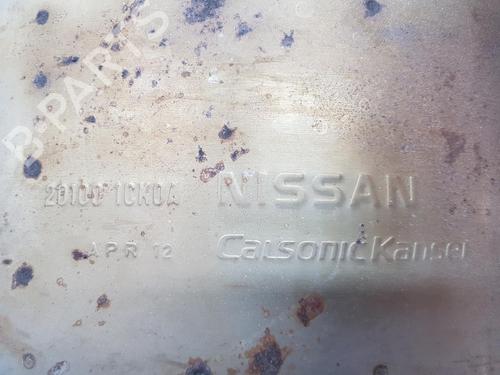 B-PARTS
20100 1CK0A NISSAN
APR 12 CalsonicKansei